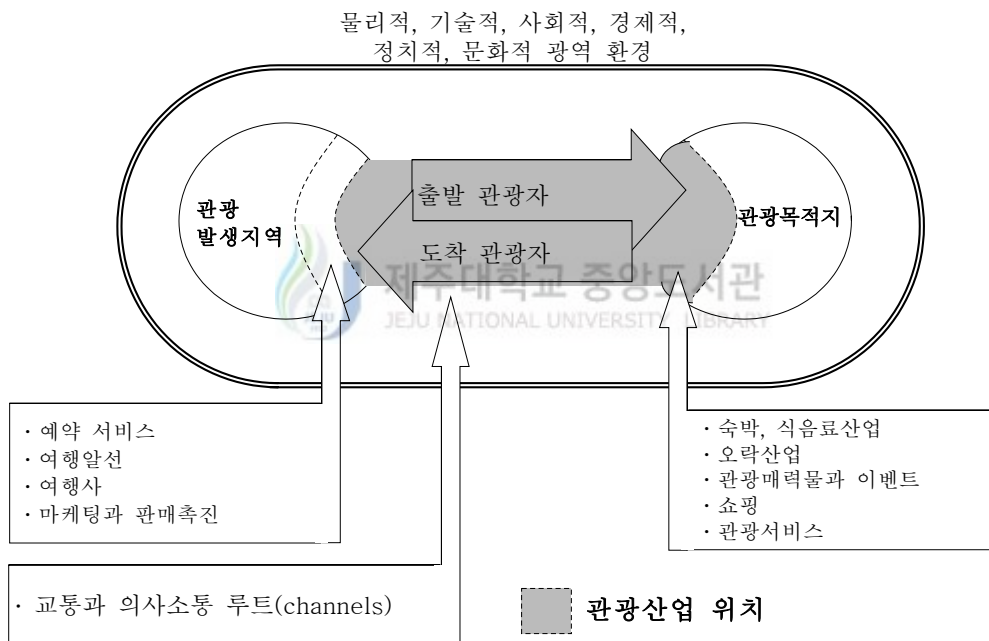 물리적, 기술적, 사회적, 경제적,
정치적, 문화적 광역 환경
관광
발생지역
출발 관광자
도착 관광자
관광목적지
제주대학교 중앙도서관
JEJU NATIONAL UNIVERSITY LIBRARY
· 예약 서비스
· 여행알선
· 여행사
· 마케팅과 판매촉진
· 숙박, 식음료산업
· 오락산업
· 관광매력물과 이벤트
· 쇼핑
· 관광서비스
· 교통과 의사소통 루트(channels)
관광산업 위치